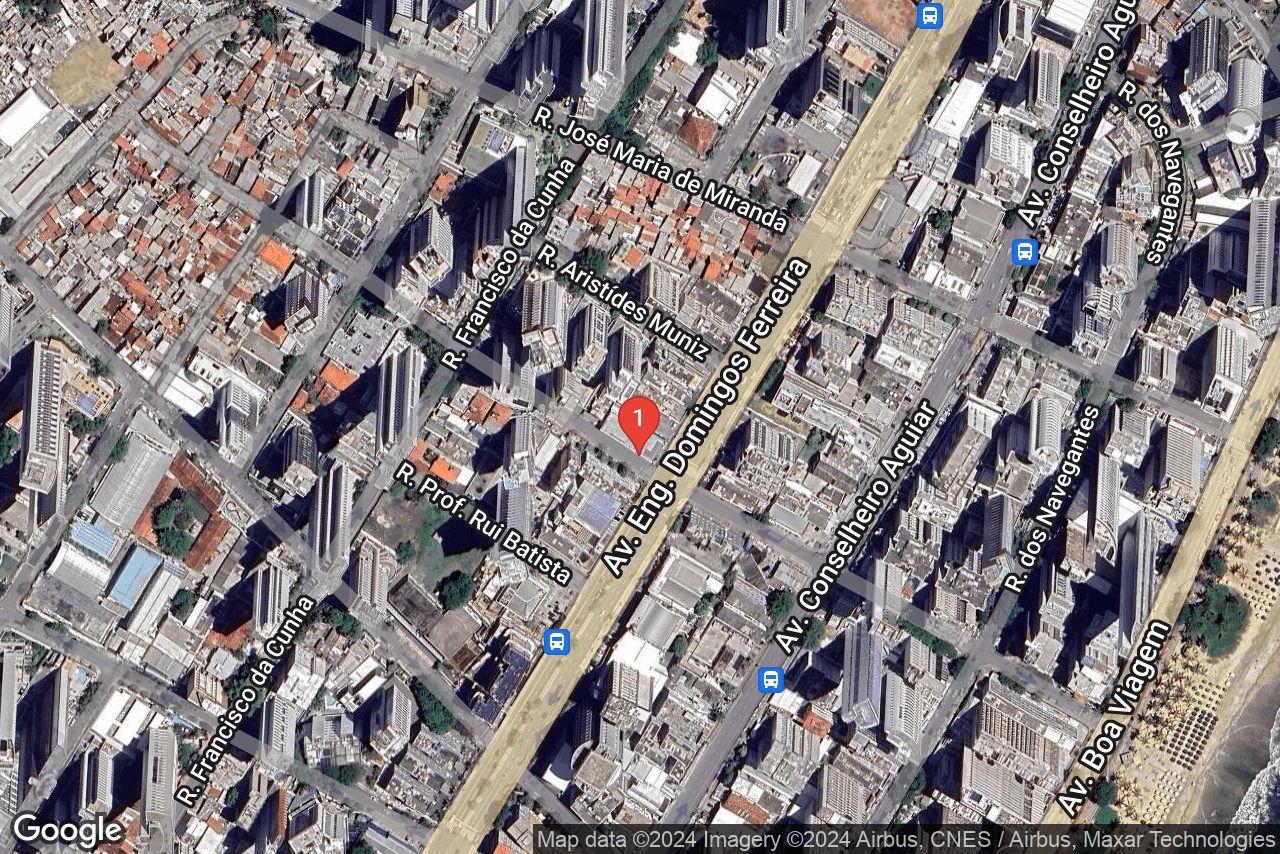 Av. Conselheiro Agu
R. dos Navegantes
R. José Maria de Miranda
R. Francisco da Cunha
R. Aristídes Muniz
Av. Eng. Domingos Ferreira
1
Av. Conselheiro Aguiar
R. dos Navegantes
R. Prof. Rui Batista
R. Francisco da Cunha
Av. Boa Viagem
Google
Map data ©2024 Imagery ©2024 Airbus, CNES / Airbus, Maxar Technologies